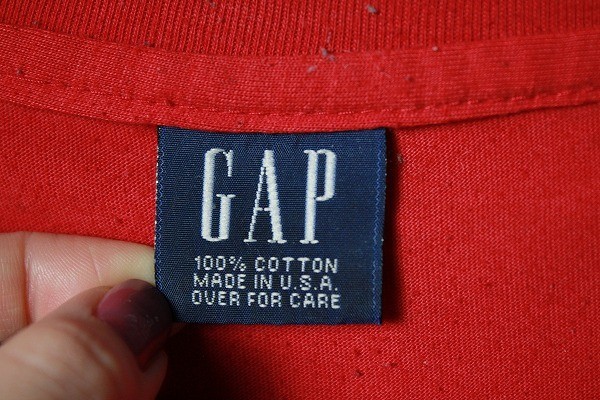 GAP
100% COTTON
MADE IN U.S.A.
OVER FOR CARE